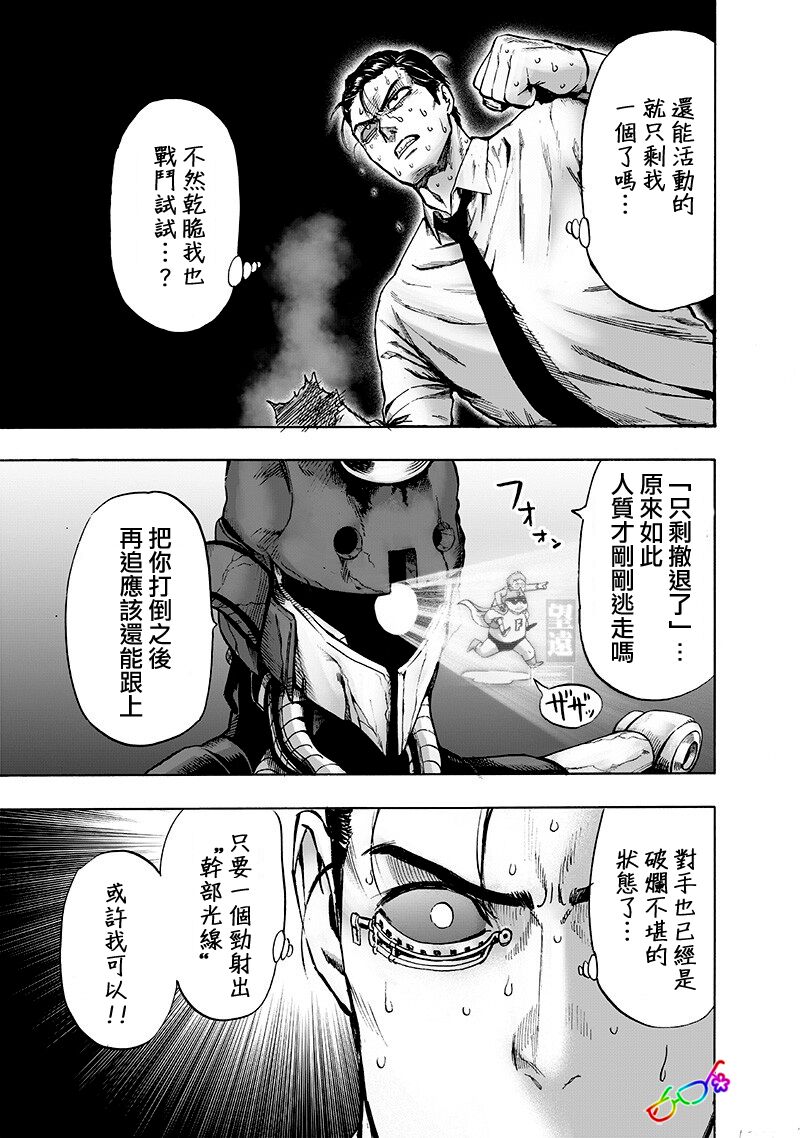 還能活動的
就只剩我
一個了嗎…
不然乾脆我也
戰鬥試試…?
「只剩撤退了」…
原來如此
人質才剛剛逃走嗎
フオォン
望遠
F
ザザッ
把你打倒之後
再追應該還能跟上
對手也已經是
破爛不堪的
狀態了…
只要一個勁射出
"幹部光線"
或許我可以!!